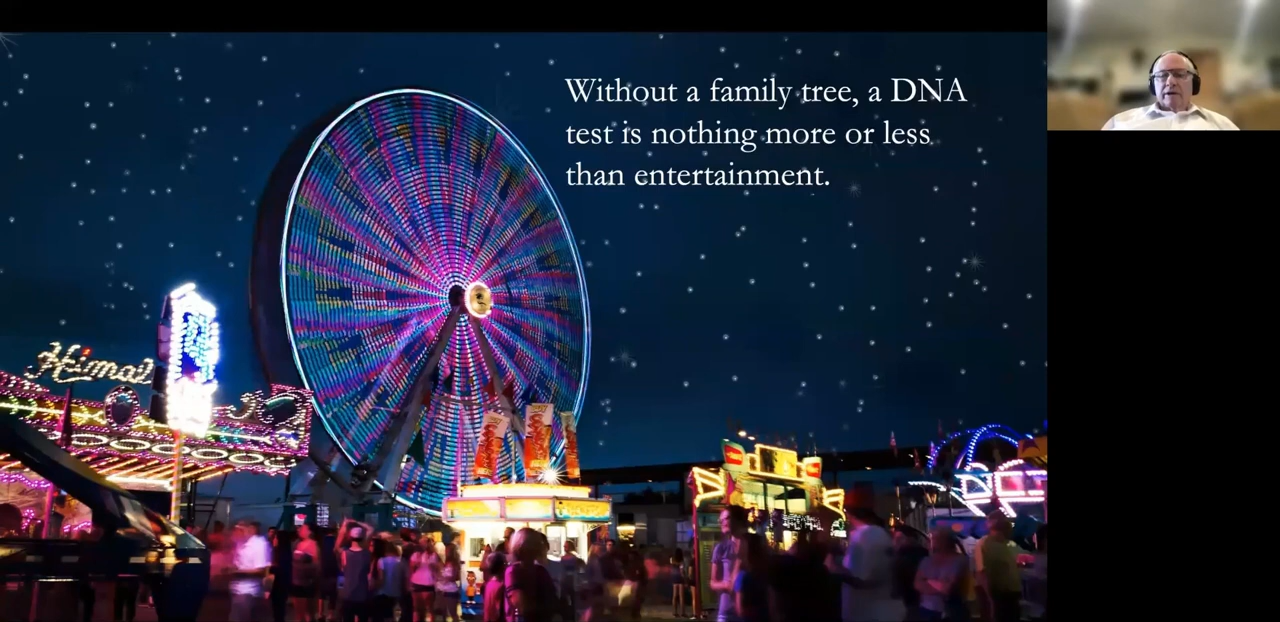 Without a family tree, a DNA
test is nothing more or less
than entertainment.